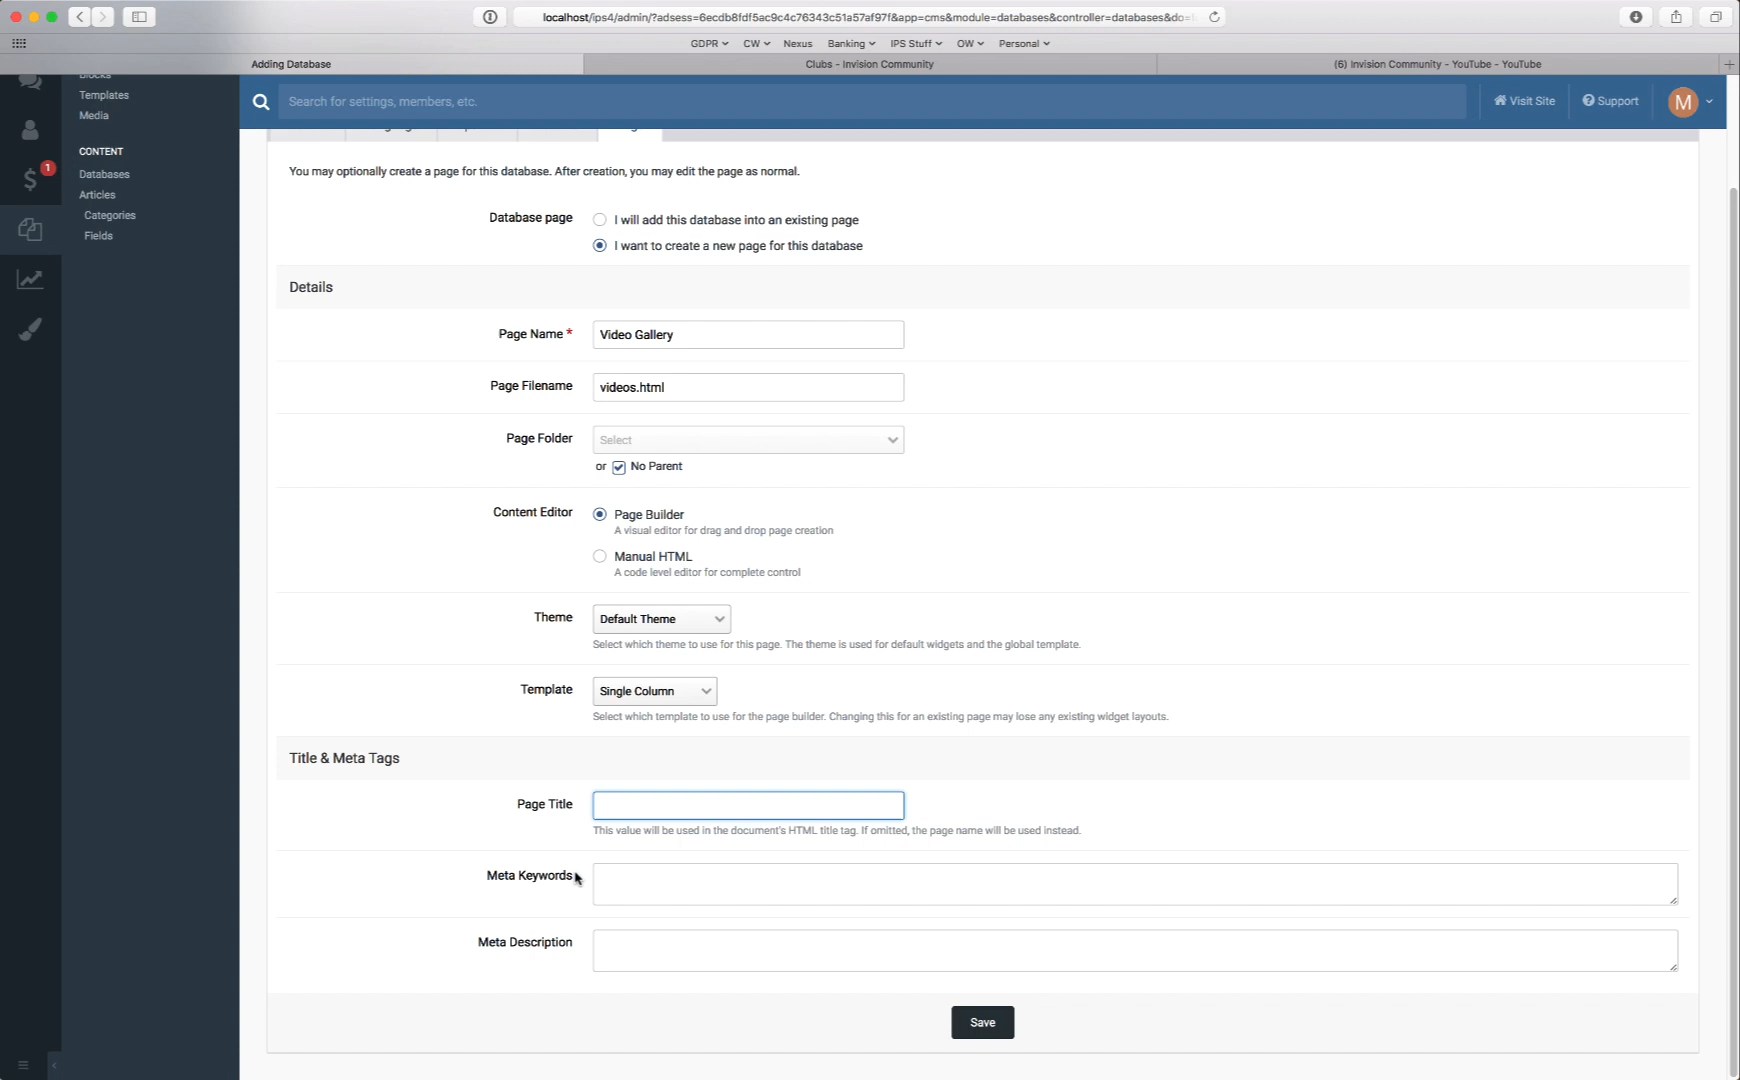 localhost/ips4/admin/?adsess=6ecdb8fdf5ac9c4c76343c51a57af97f&app=cms&module=databases&controller=databases&do=
GDPR CW Nexus Banking IPS Stuff OW Personal
Adding Database
Clubs - Invision Community
(6) Invision Community - YouTube - YouTube
Blocks
Templates
Media
CONTENT
Databases
Articles
Categories
Fields
1
Search for settings, members, etc.
Visit Site
Support
M
You may optionally create a page for this database. After creation, you may edit the page as normal.
Database page
I will add this database into an existing page
I want to create a new page for this database
Details
Page Name * Video Gallery
Page Filename videos.html
Page Folder Select
or No Parent
Content Editor Page Builder
A visual editor for drag and drop page creation
Manual HTML
A code level editor for complete control
Theme Default Theme
Select which theme to use for this page. The theme is used for default widgets and the global template.
Template Single Column
Select which template to use for the page builder. Changing this for an existing page may lose any existing widget layouts.
Title & Meta Tags
Page Title
This value will be used in the document's HTML title tag. If omitted, the page name will be used instead.
Meta Keywords
Meta Description
Save